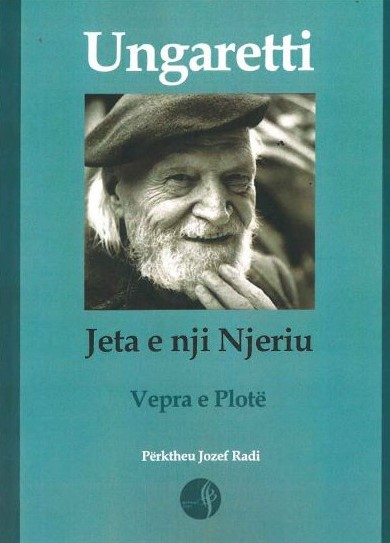 Ungaretti
Jeta e nji Njeriu
Vepra e Plotë
Përktheu Jozef Radi